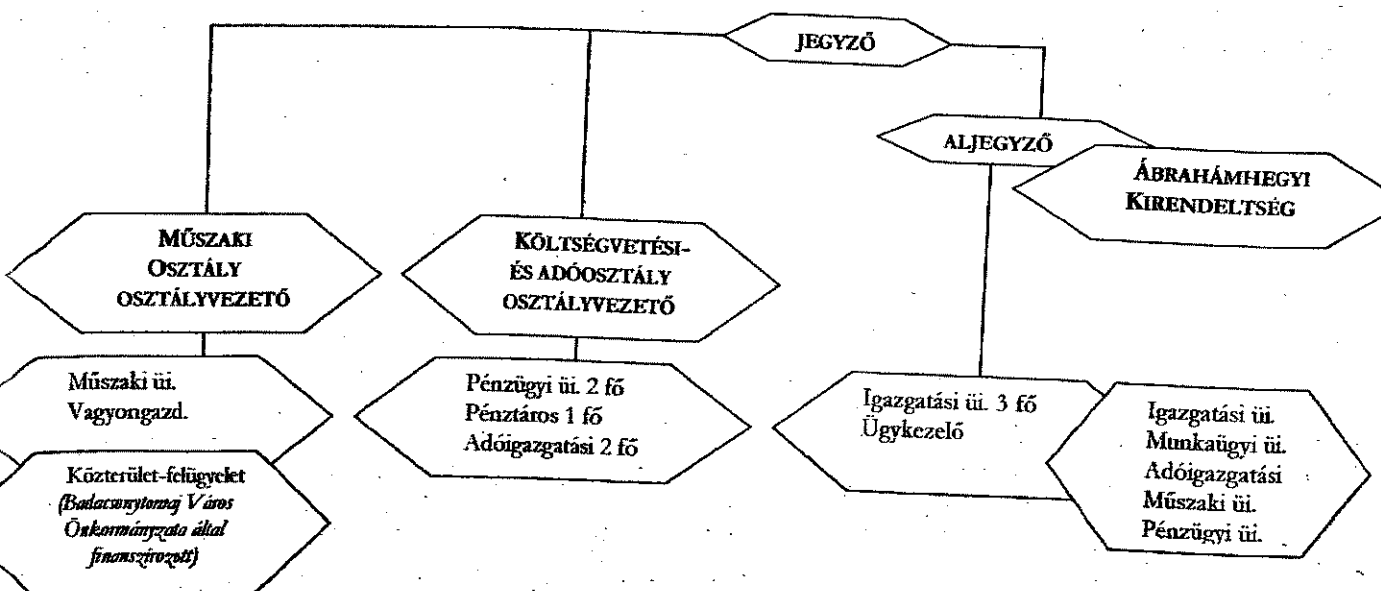 JEGYZŐ
ALJEGYZŐ
ÁBRAHÁMHEGYI
KIRENDELTSÉG
MŰSZAKI
OSZTÁLY
OSZTÁLYVEZETŐ
KÖLTSÉGVETÉSI-
ÉS ADÓOSZTÁLY
OSZTÁLYVEZETŐ
Műszaki üi.
Vagyongazd.
Közterület-felügyelet
(Badacsonytomaj Város
Önkormányzata által
finanszírozott)
Pénzügyi üi. 2 fő
Pénztáros 1 fő
Adóigazgatási 2 fő
Igazgatási üi. 3 fő
Ügykezelő
Igazgatási üi.
Munkaügyi üi.
Adóigazgatási
Műszaki üi.
Pénzügyi üi.